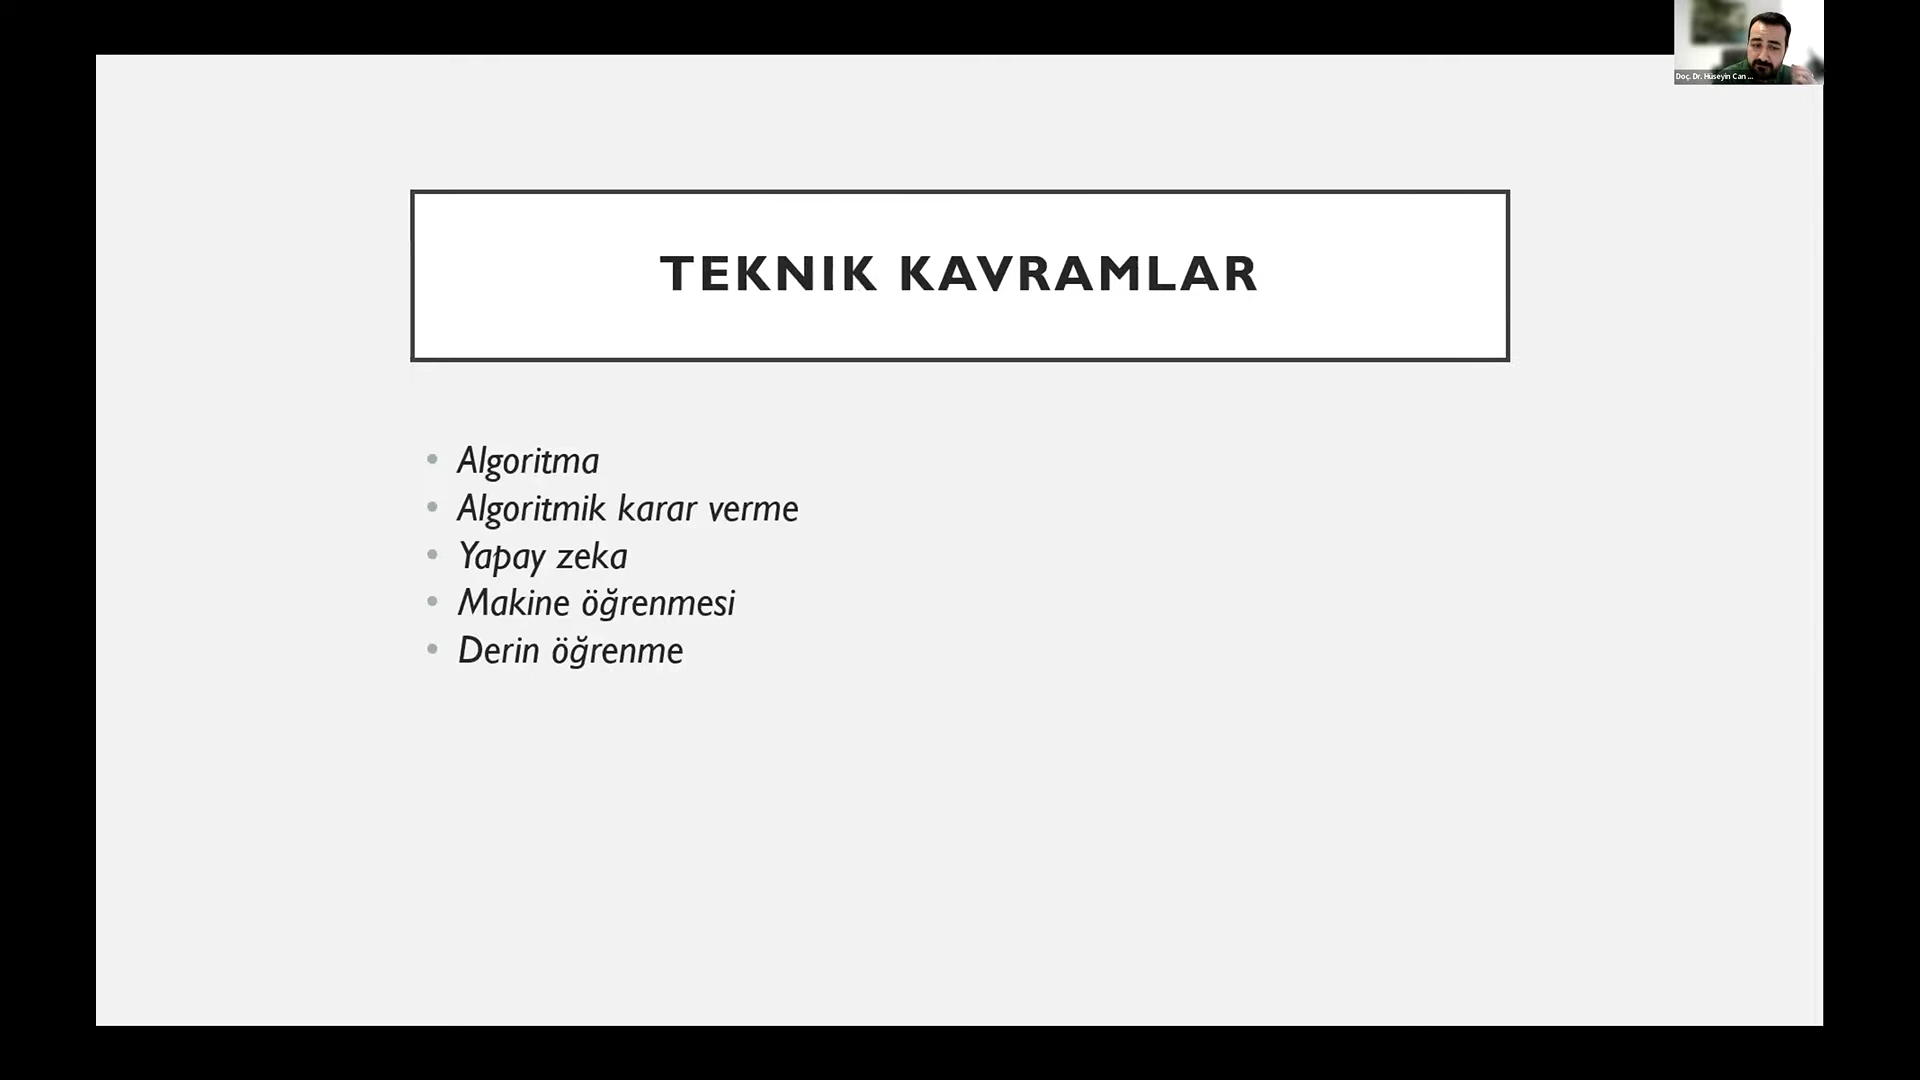 Doç. Dr. Hüseyin Can ...
TEKNIK KAVRAMLAR
• Algoritma
• Algoritmik karar verme
• Yapay zeka
• Makine öğrenmesi
• Derin öğrenme